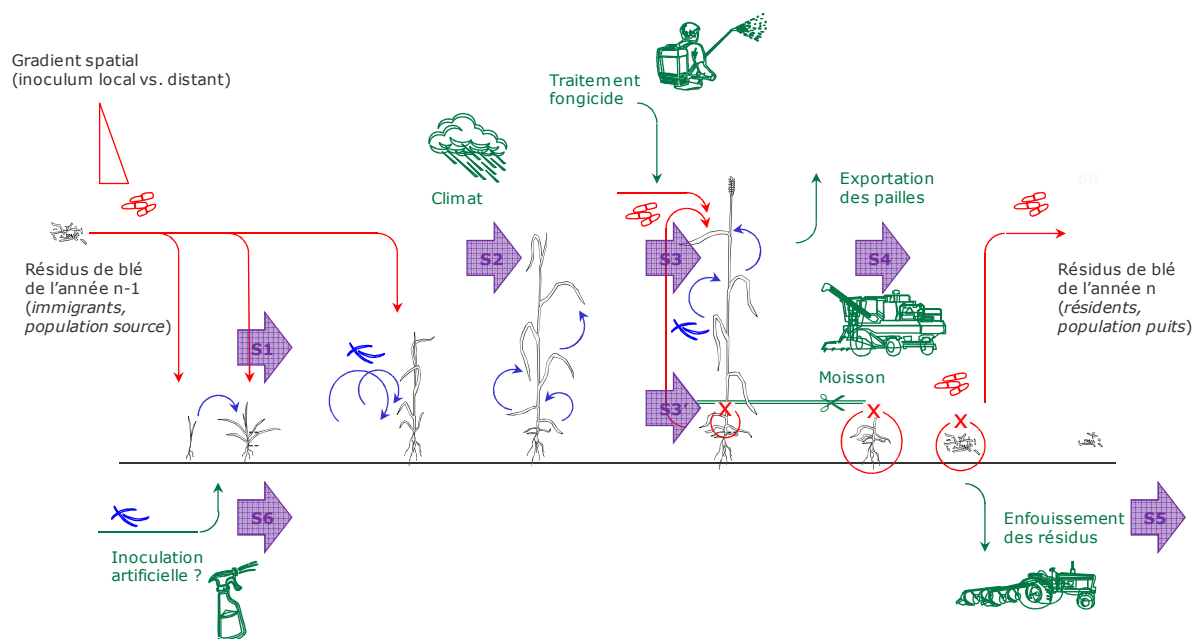 Gradient spatial
(inoculum local vs. distant)
Traitement
fongicide
Climat
Exportation
des pailles
60
S2
S3
S4
Résidus de blé
de l'année n-1
(immigrants,
population source)
Résidus de blé
de l'année n
(résidents,
population puits)
S1
Moisson
S3'
X
X
X
S6
S5
Inoculation
artificielle ?
Enfouissement
des résidus